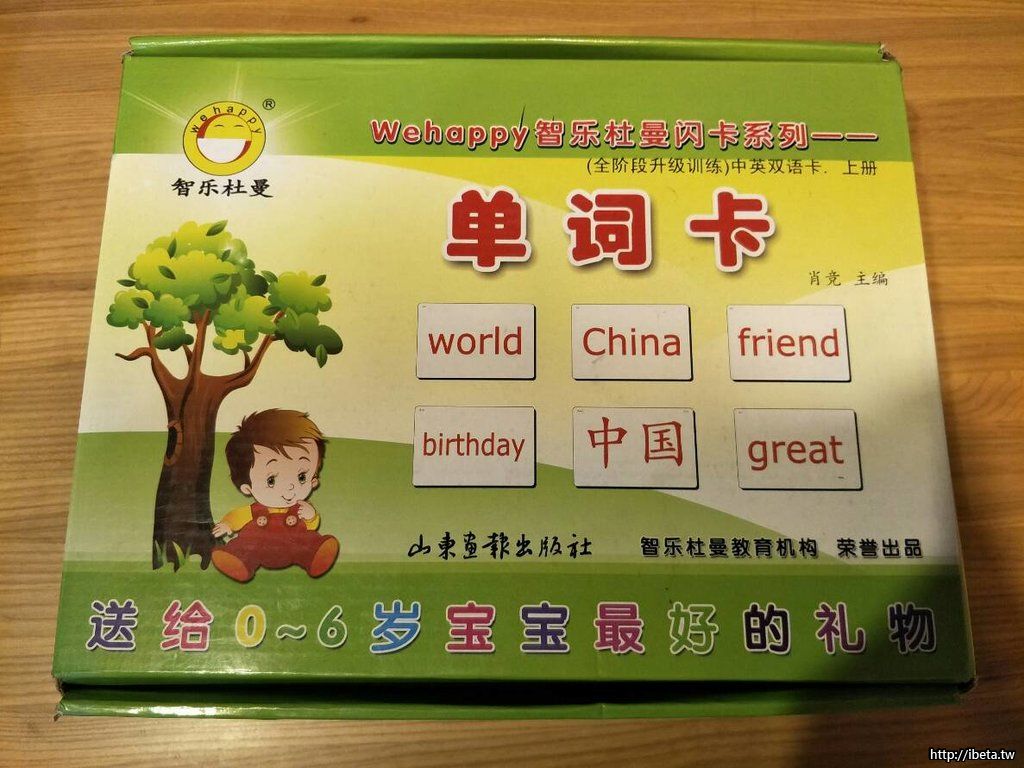 wehappy®
智乐杜曼
Wehappy智乐杜曼闪卡系列——
(全阶段升级训练)中英双语卡．上册
单词卡
肖竞 主编
world China friend
birthday 中国 great
山东画报出版社 智乐杜曼教育机构 荣誉出品
送给0~6岁宝宝最好的礼物
http://ibeta.tw